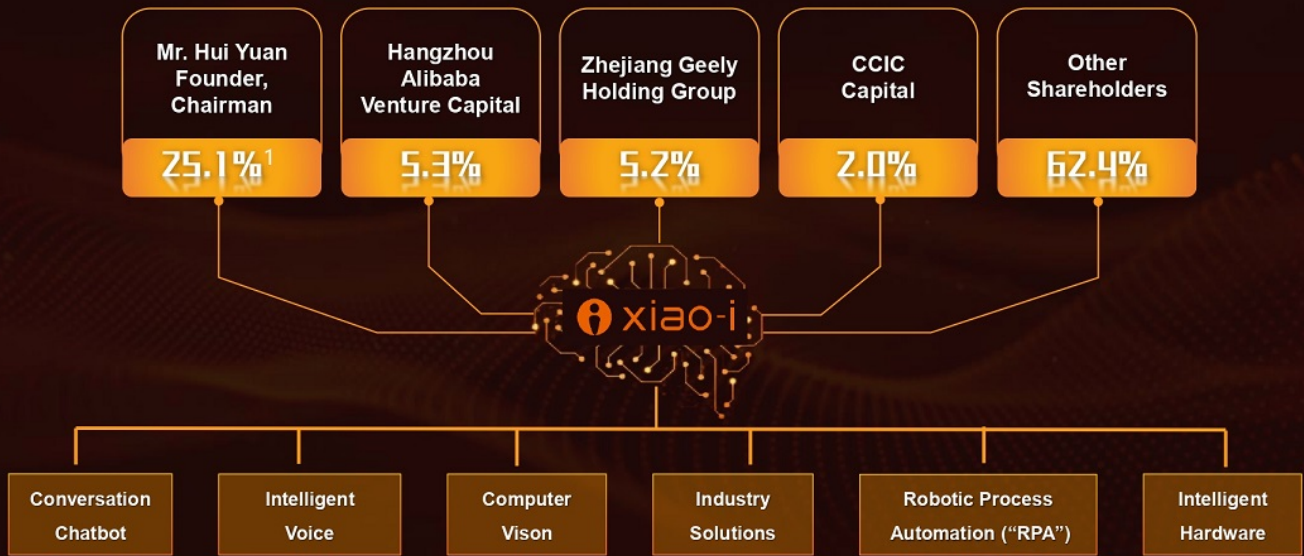 Mr. Hui Yuan
Founder,
Chairman
25.1%1
Hangzhou
Alibaba
Venture Capital
5.3%
Zhejiang Geely
Holding Group
5.2%
CCIC
Capital
2.0%
Other
Shareholders
62.4%
xiao-i
Conversation
Chatbot
Intelligent
Voice
Computer
Vison
Industry
Solutions
Robotic Process
Automation (“RPA”)
Intelligent
Hardware